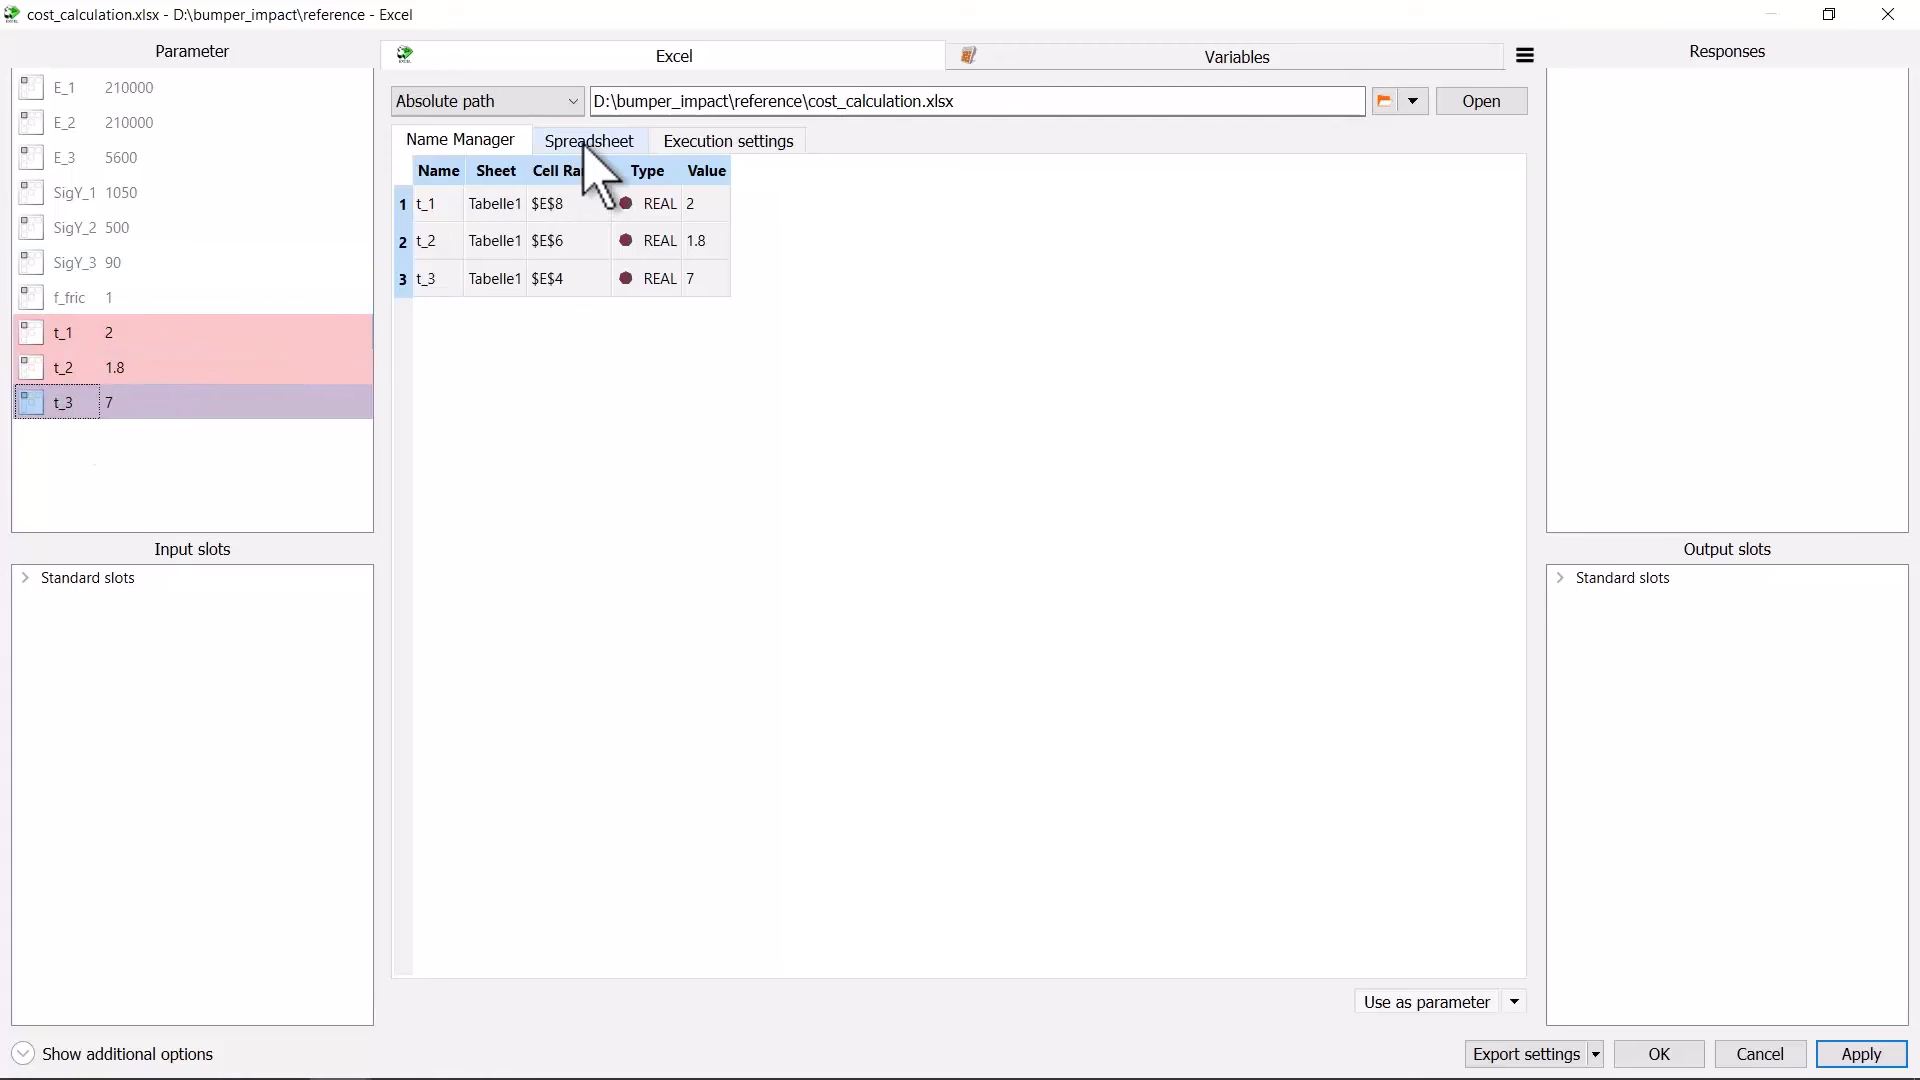 cost_calculation.xlsx - D:\bumper_impact\reference - Excel
Parameter
E_1 210000
E_2 210000
E_3 5600
SigY_1 1050
SigY_2 500
SigY_3 90
f_fric 1
t_1 2
t_2 1.8
t_3 7
Input slots
Standard slots
Show additional options
Excel
Variables
Absolute path
D:\bumper_impact\reference\cost_calculation.xlsx
Open
Name Manager
Spreadsheet
Execution settings
Name Sheet Cell Type Value
1 t_1 Tabelle1 $E$8 REAL 2
2 t_2 Tabelle1 $E$6 REAL 1.8
3 t_3 Tabelle1 $E$4 REAL 7
Use as parameter
Responses
Output slots
Standard slots
Export settings
OK
Cancel
Apply